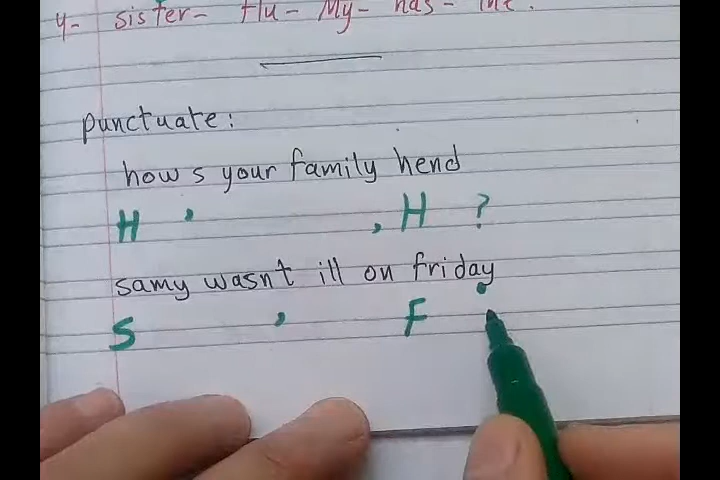 4- sister- flu- My- has- the.
punctuate:
how s your family hend
H ' , H ?
samy wasnt ill on friday
S ' F .